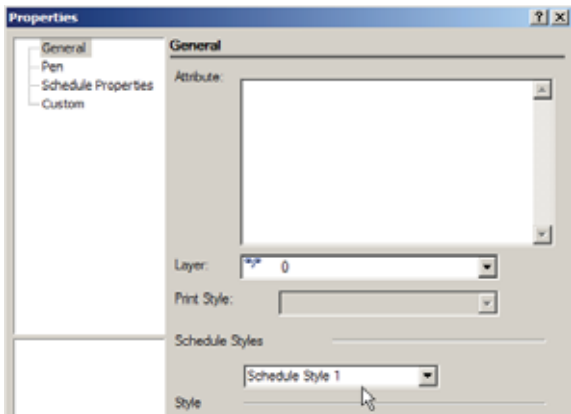 Properties
General
Pen
Schedule Properties
Custom
General
Attribute:
Layer: 0
Print Style:
Schedule Styles
Schedule Style 1
Style